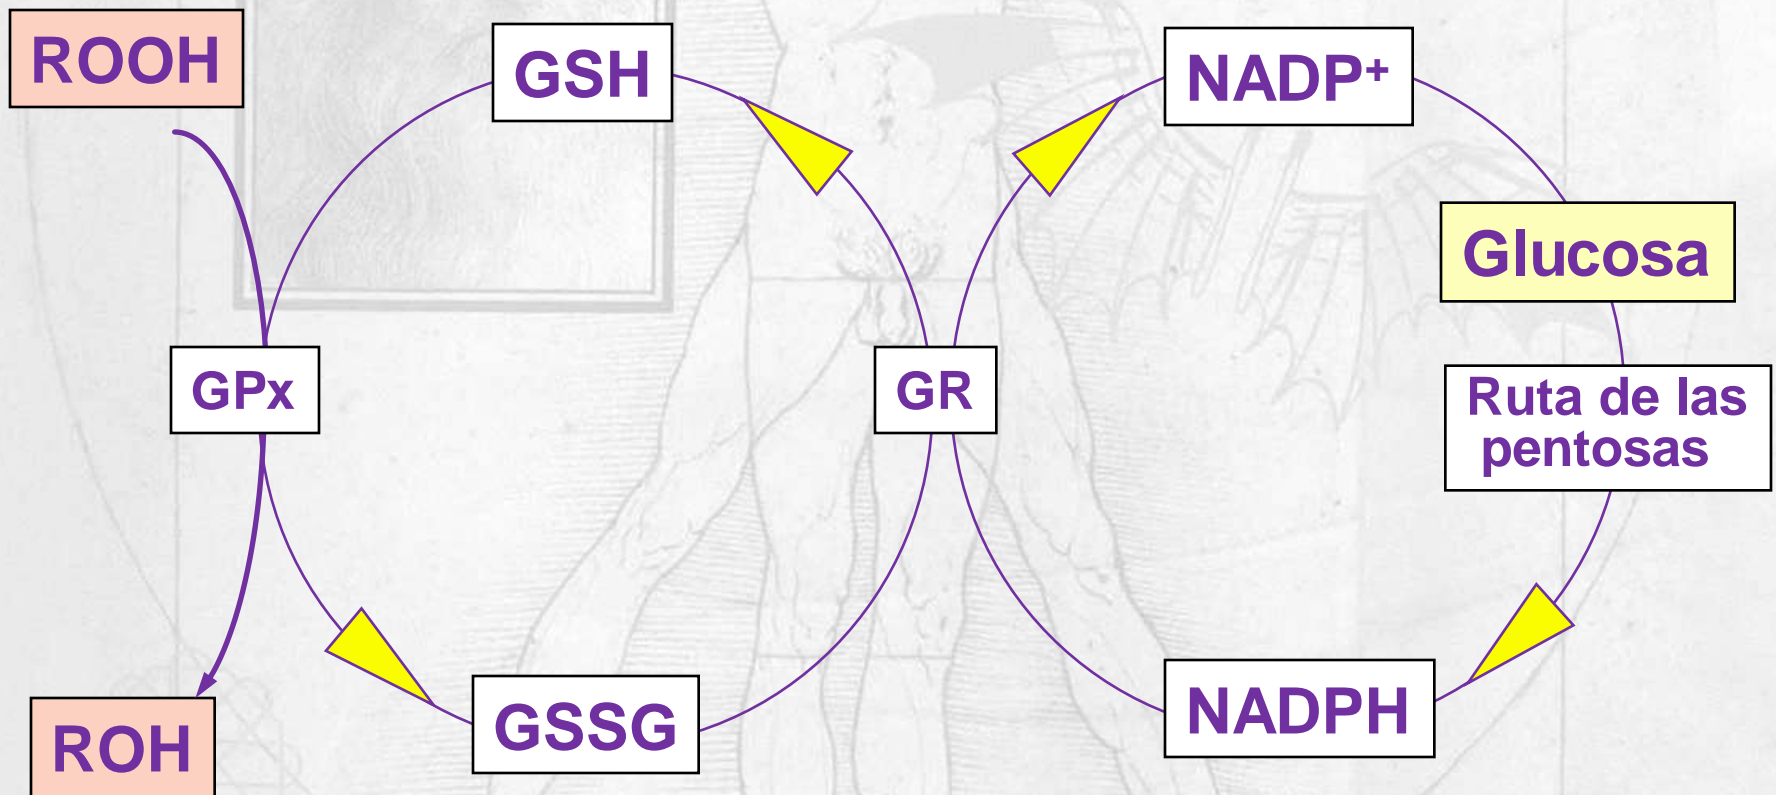 ROOH
GSH
NADP⁺
Glucosa
GPx
GR
Ruta de las
pentosas
ROH
GSSG
NADPH